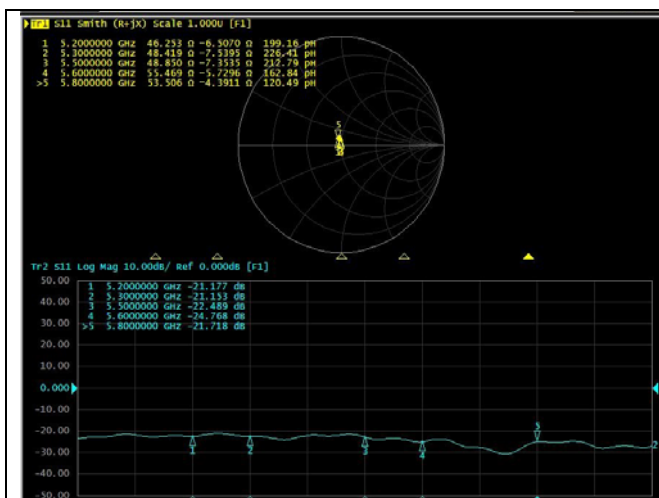 Tr1 S11 Smith (R+jX) Scale 1.000U [F1]
1 5.2000000 GHz 46.253 Ω -6.5070 Ω 199.16 pH
2 5.3000000 GHz 48.419 Ω -7.5395 Ω 226.41 pH
3 5.5000000 GHz 48.850 Ω -7.3535 Ω 212.79 pH
4 5.6000000 GHz 55.469 Ω -5.7296 Ω 162.84 pH
>5 5.8000000 GHz 53.506 Ω -4.3911 Ω 120.49 pH
5
Tr2 S11 Log Mag 10.00dB/ Ref 0.000dB [F1]
50.00
1 5.2000000 GHz -21.177 dB
40.00
2 5.3000000 GHz -21.153 dB
3 5.5000000 GHz -22.489 dB
30.00
4 5.6000000 GHz -24.768 dB
>5 5.8000000 GHz -21.718 dB
20.00
10.00
0.000
-10.00
-20.00
5
1 2 3 4 2
-30.00
-40.00
-50.00